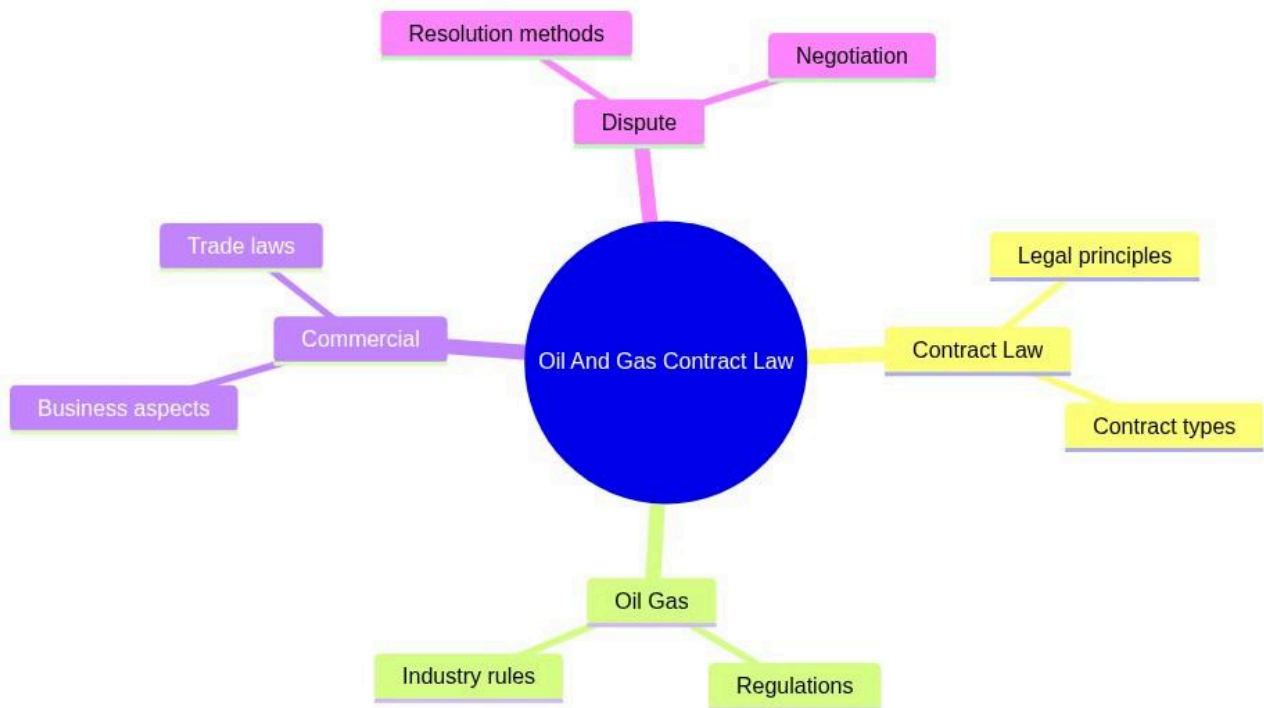 Resolution methods
Negotiation
Dispute
Trade laws
Legal principles
Commercial
Contract Law
Oil And Gas Contract Law
Business aspects
Contract types
Oil Gas
Industry rules
Regulations